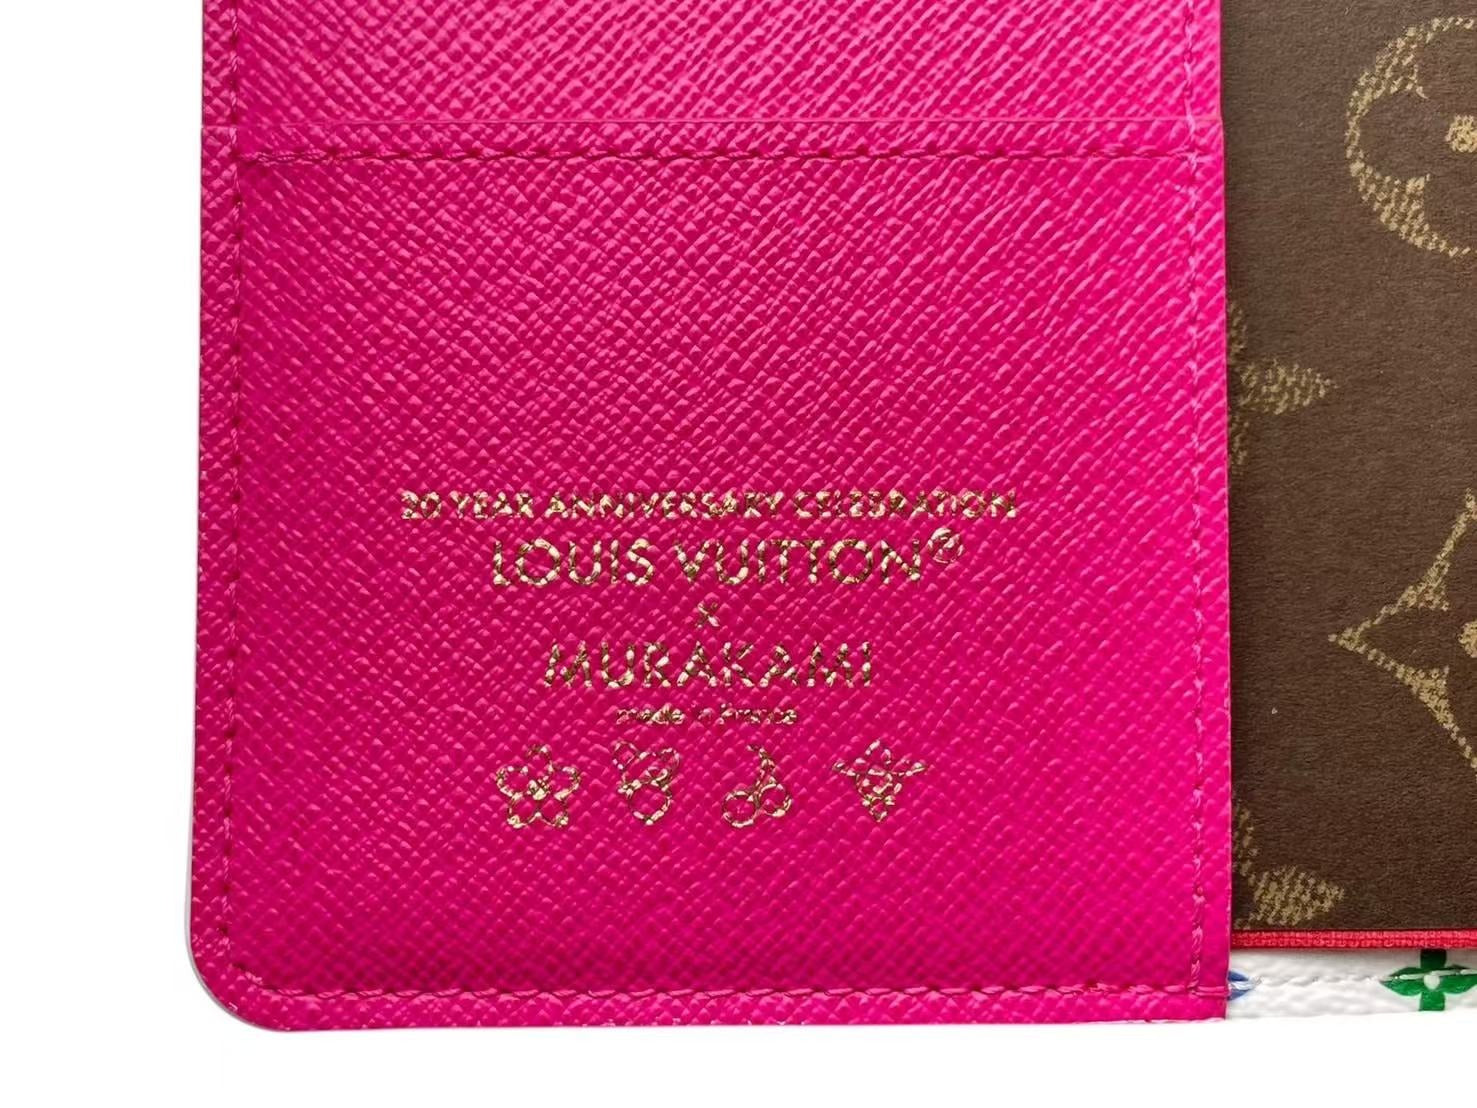 20 YEAR ANNIVERSARY CELEBRATION
LOUIS VUITTON®
×
MURAKAMI
made in France